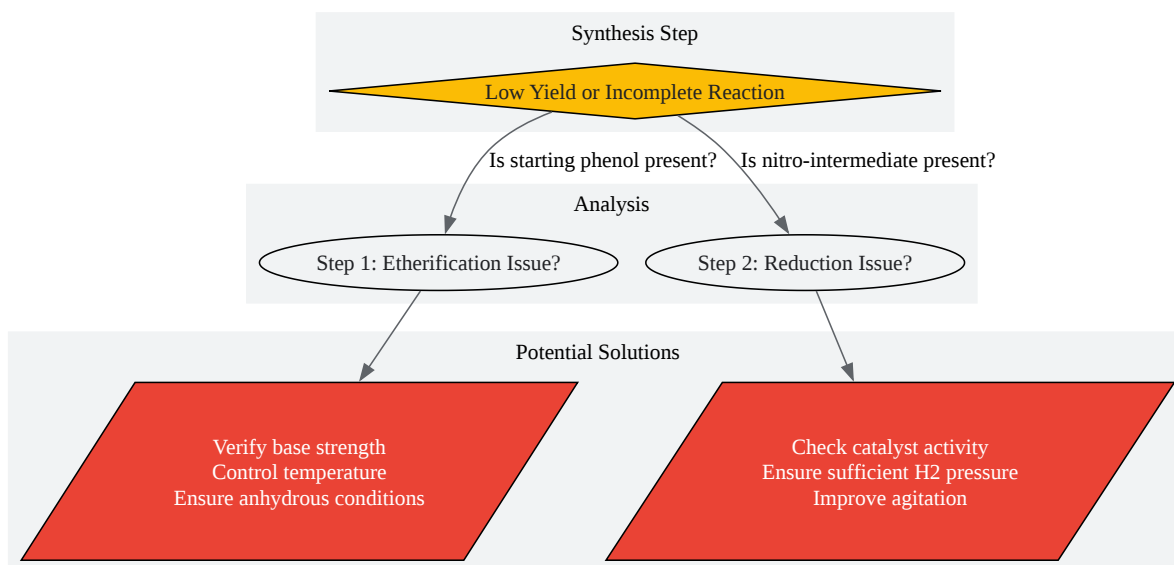 Synthesis Step
Low Yield or Incomplete Reaction
Is starting phenol present?
Is nitro-intermediate present?
Analysis
Step 1: Etherification Issue?
Step 2: Reduction Issue?
Potential Solutions
Verify base strength
Control temperature
Ensure anhydrous conditions
Check catalyst activity
Ensure sufficient H2 pressure
Improve agitation